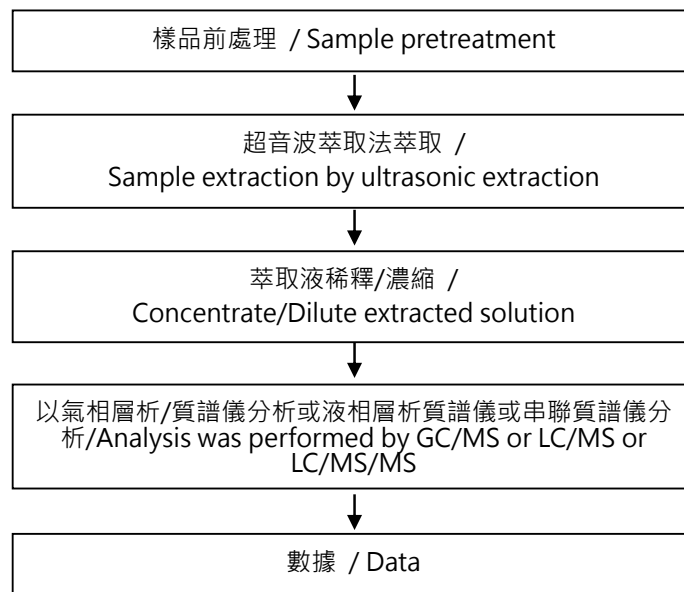 樣品前處理 / Sample pretreatment
超音波萃取法萃取 /
Sample extraction by ultrasonic extraction
萃取液稀釋/濃縮 /
Concentrate/Dilute extracted solution
以氣相層析/質譜儀分析或液相層析質譜儀或串聯質譜儀分
析/Analysis was performed by GC/MS or LC/MS or
LC/MS/MS
數據 / Data